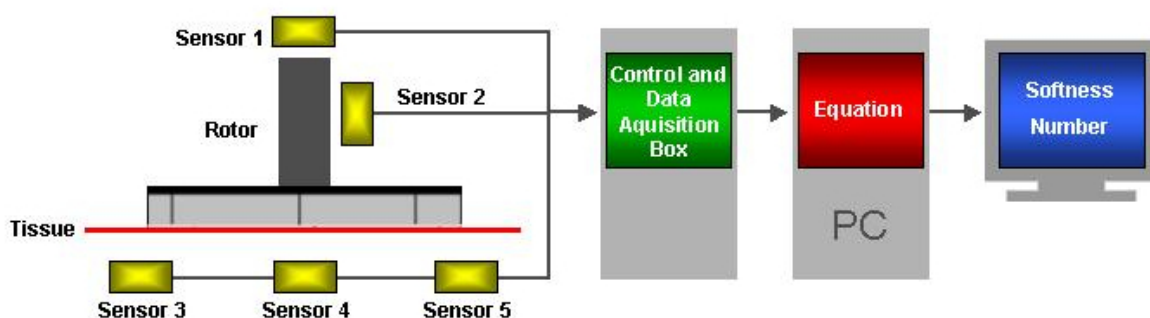 Sensor 1
Sensor 2
Rotor
Tissue
Sensor 3
Sensor 4
Sensor 5
Control and
Data
Aquisition
Box
Equation
PC
Softness
Number